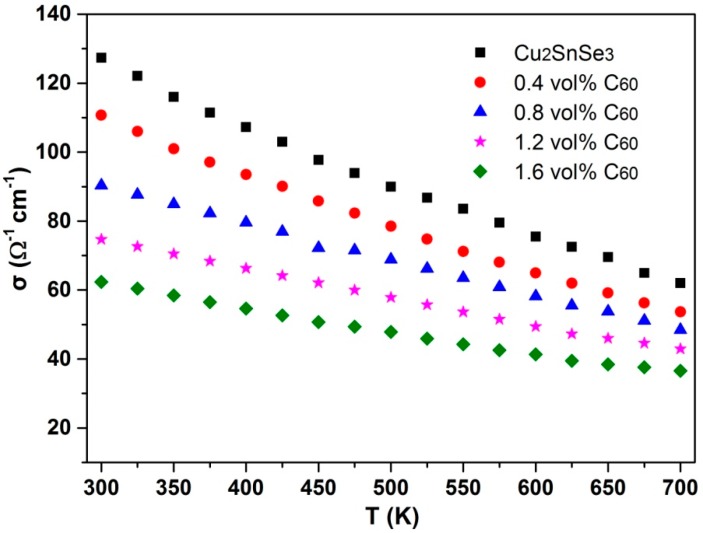 140
120
100
80
60
40
20
σ (Ω⁻¹ cm⁻¹)
Cu₂SnSe₃
0.4 vol% C₆₀
0.8 vol% C₆₀
1.2 vol% C₆₀
1.6 vol% C₆₀
300 350 400 450 500 550 600 650 700
T (K)